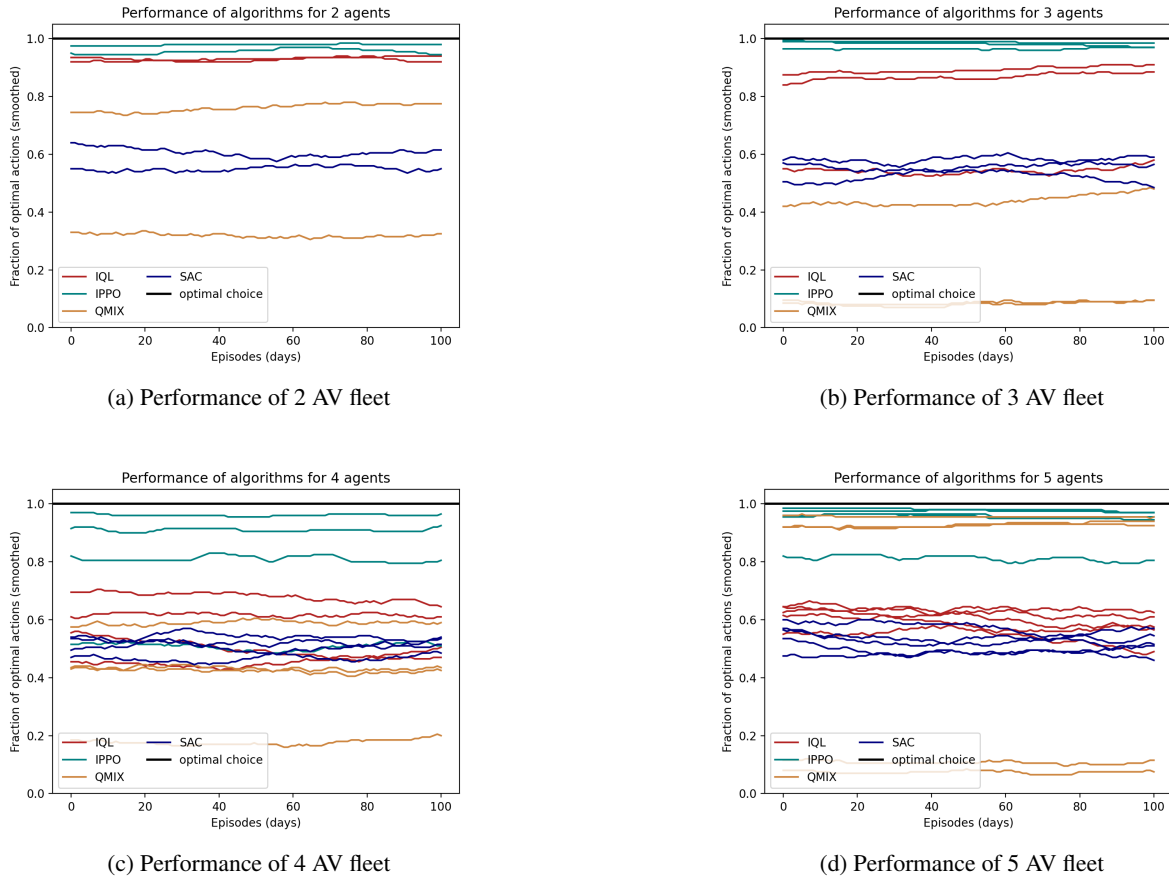 Performance of algorithms for 2 agents
Fraction of optimal actions (smoothed)
1.0
0.8
0.6
0.4
0.2
0.0
IQL
IPPO
QMIX
SAC
optimal choice
0 20 40 60 80 100
Episodes (days)
(a) Performance of 2 AV fleet
Performance of algorithms for 3 agents
Fraction of optimal actions (smoothed)
1.0
0.8
0.6
0.4
0.2
0.0
IQL
IPPO
QMIX
SAC
optimal choice
0 20 40 60 80 100
Episodes (days)
(b) Performance of 3 AV fleet
Performance of algorithms for 4 agents
Fraction of optimal actions (smoothed)
1.0
0.8
0.6
0.4
0.2
0.0
IQL
IPPO
QMIX
SAC
optimal choice
0 20 40 60 80 100
Episodes (days)
(c) Performance of 4 AV fleet
Performance of algorithms for 5 agents
Fraction of optimal actions (smoothed)
1.0
0.8
0.6
0.4
0.2
0.0
IQL
IPPO
QMIX
SAC
optimal choice
0 20 40 60 80 100
Episodes (days)
(d) Performance of 5 AV fleet